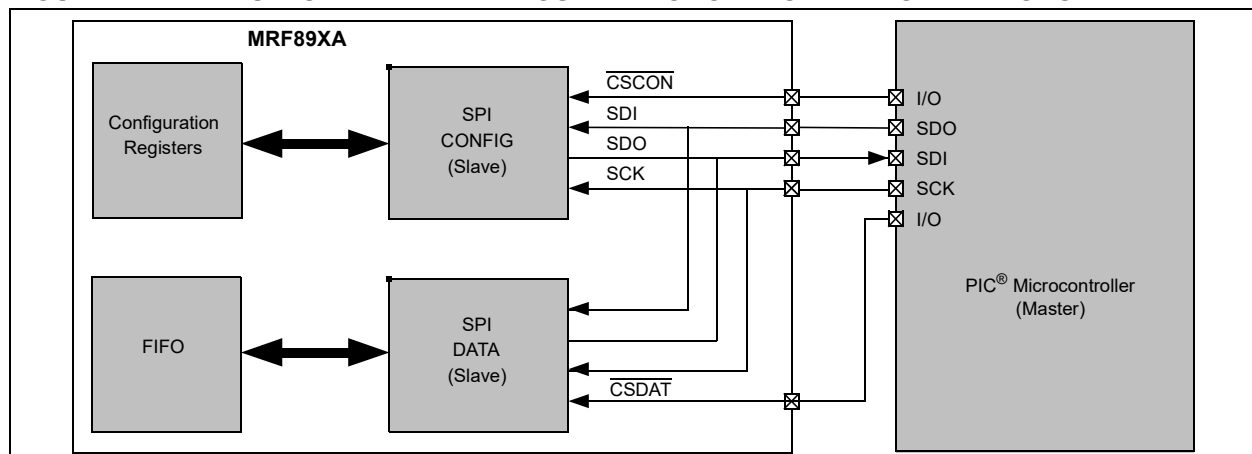 MRF89XA
Configuration
Registers
SPI
CONFIG
(Slave)
CSCON
SDI
SDO
SCK
I/O
SDO
SDI
SCK
I/O
PIC® Microcontroller
(Master)
FIFO
SPI
DATA
(Slave)
CSDAT